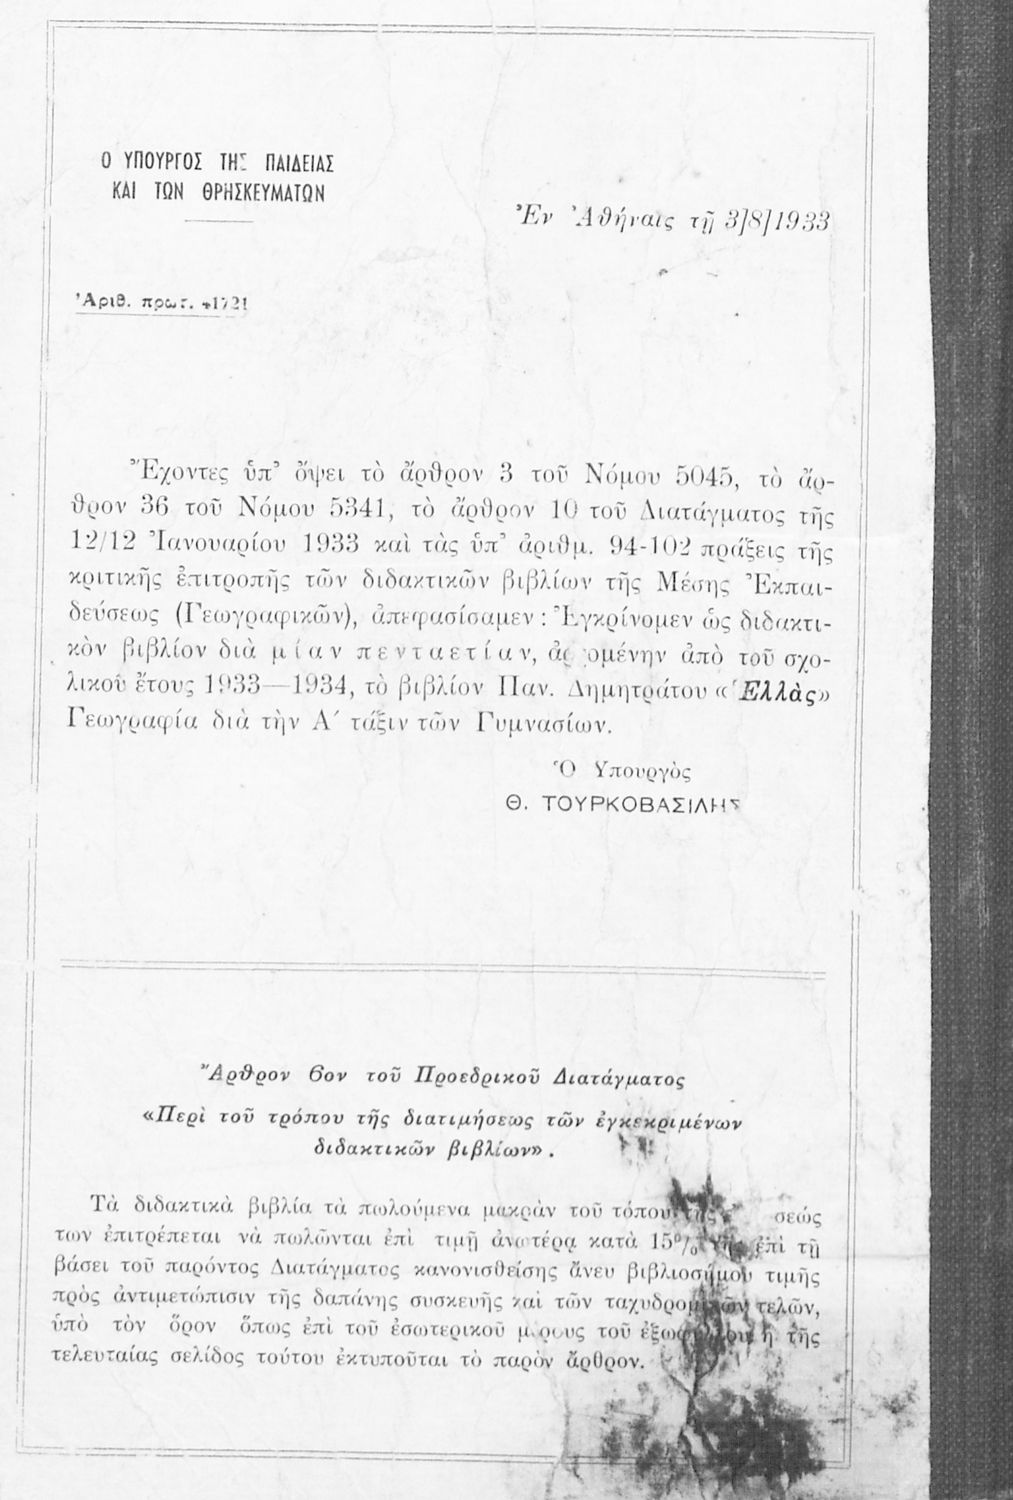 Ο ΥΠΟΥΡΓΟΣ ΤΗΣ ΠΑΙΔΕΙΑΣ
ΚΑΙ ΤΩΝ ΘΡΗΣΚΕΥΜΑΤΩΝ
Ἐν Ἀθήναις τῇ 3]8]1933
Ἀριθ. πρωτ.
Ἔχοντες ὑπ’ ὄψει τὸ ἄρθρον 3 τοῦ Νόμου 5045, τὸ ἄρ-
θρον 36 τοῦ Νόμου 5341, τὸ ἄρθρον 10 τοῦ Διατάγματος τῆς
12/12 Ἰανουαρίου 1933 καὶ τὰς ὑπ’ ἀριθμ. 94-102 πράξεις τῆς
κριτικῆς ἐπιτροπῆς τῶν διδακτικῶν βιβλίων τῆς Μέσης Ἐκπαι-
δεύσεως (Γεωγραφικῶν), ἀπεφασίσαμεν : Ἐγκρίνομεν ὡς διδακτι-
κὸν βιβλίον διὰ μίαν πενταετίαν, ἀρχομένην ἀπὸ τοῦ σχο-
λικοῦ ἔτους 1933—1934, τὸ βιβλίον Παν. Δημητράτου «Ἑλλὰς»
Γεωγραφία διὰ τὴν Α΄ τάξιν τῶν Γυμνασίων.
Ὁ Ὑπουργὸς
Θ. ΤΟΥΡΚΟΒΑΣΙΛΗΣ
Ἄρθρον 6ον τοῦ Προεδρικοῦ Διατάγματος
«Περὶ τοῦ τρόπου τῆς διατιμήσεως τῶν ἐγκεκριμένων
διδακτικῶν βιβλίων».
Τὰ διδακτικὰ βιβλία τὰ πωλούμενα μακρὰν τοῦ τόπου τῆς σεώς
των ἐπιτρέπεται νὰ πωλῶνται ἐπὶ τιμῇ ἀνωτέρᾳ κατὰ 15% τῆς ἐπὶ τῇ
βάσει τοῦ παρόντος Διατάγματος κανονισθείσης ἄνευ βιβλιοσήμου τιμῆς
πρὸς ἀντιμετώπισιν τῆς δαπάνης συσκευῆς καὶ τῶν ταχυδρομικῶν τελῶν,
ὑπὸ τὸν ὅρον ὅπως ἐπὶ τοῦ ἐσωτερικοῦ μέρους τοῦ ἐξωφύλλου ἢ τῆς
τελευταίας σελίδος τούτου ἐκτυποῦται τὸ παρὸν ἄρθρον.